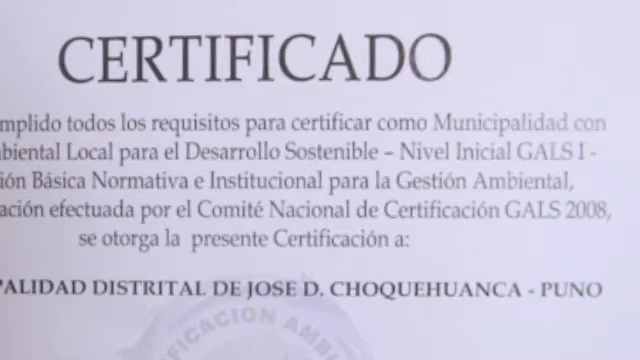 CERTIFICADO
mplido todos los requisitos para certificar como Municipalidad con
biental Local para el Desarrollo Sostenible - Nivel Inicial GALS I -
ión Básica Normativa e Institucional para la Gestión Ambiental,
ación efectuada por el Comité Nacional de Certificación GALS 2008,
se otorga la presente Certificación a:
PALIDAD DISTRITAL DE JOSE D. CHOQUEHUANCA - PUNO
FICACION AMBI